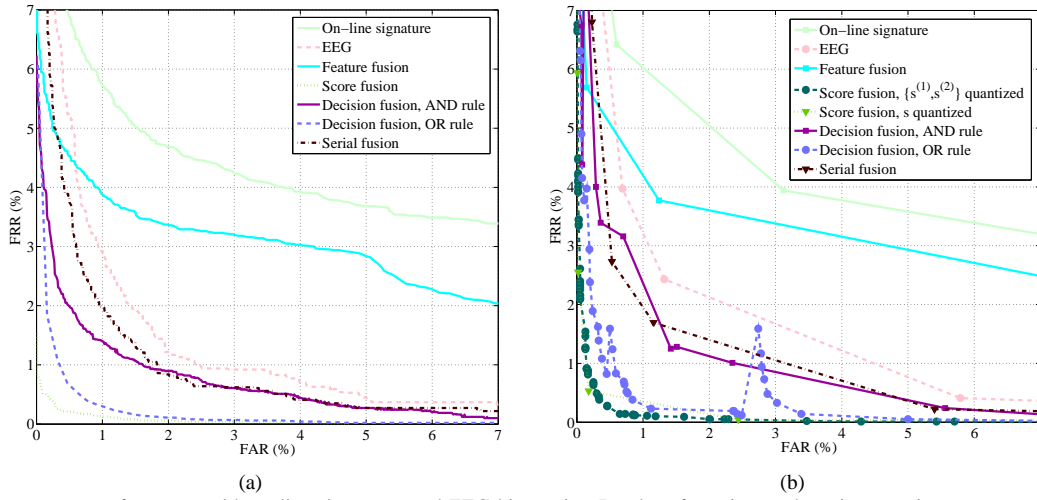 7
6
5
4
3
2
1
0
FRR (%)
0
1
2
3
4
5
6
7
FAR (%)
On−line signature
EEG
Feature fusion
Score fusion
Decision fusion, AND rule
Decision fusion, OR rule
Serial fusion
(a)
7
6
5
4
3
2
1
0
FRR (%)
0
1
2
3
4
5
6
7
FAR (%)
On−line signature
EEG
Feature fusion
Score fusion, {s(1),s(2)} quantized
Score fusion, s quantized
Decision fusion, AND rule
Decision fusion, OR rule
Serial fusion
(b)